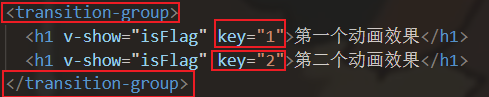 <transition-group>
<h1 v-show="isFlag" key="1">第一个动画效果</h1>
<h1 v-show="isFlag" key="2">第二个动画效果</h1>
</transition-group>